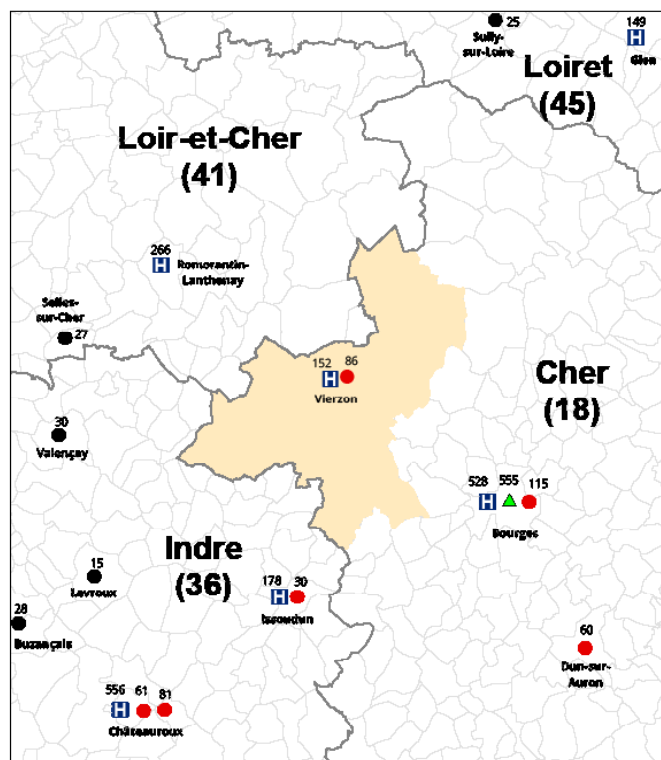 25
149
Sully-
sur-Loire
H
Gien
Loiret
(45)
Loir-et-Cher
(41)
266
H
Romorantin-
Lanthenay
Selles-
sur-Cher
27
152
86
H
Vierzon
Cher
(18)
30
Valençay
528
555
115
H
Bourges
Indre
(36)
15
Levroux
178
30
H
Issoudun
28
Buzançais
60
Dun-sur-
Auron
556
61
81
H
Châteauroux